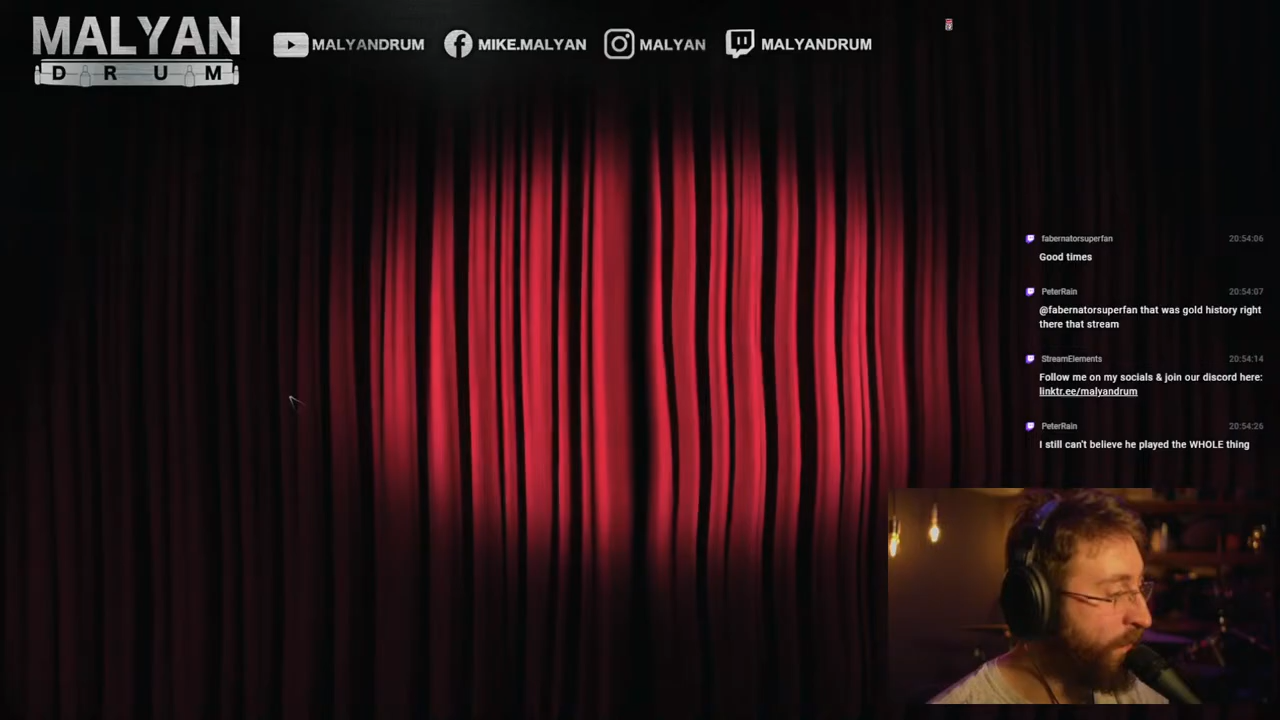 MALYAN
DRUM
MALYANDRUM
MIKE.MALYAN
MALYAN
MALYANDRUM
fabernatorsuperfan 20:54:06
Good times
PeterRain 20:54:07
@fabernatorsuperfan that was gold history right
there that stream
StreamElements 20:54:14
Follow me on my socials & join our discord here:
linktr.ee/malyandrum
PeterRain 20:54:26
I still can't believe he played the WHOLE thing